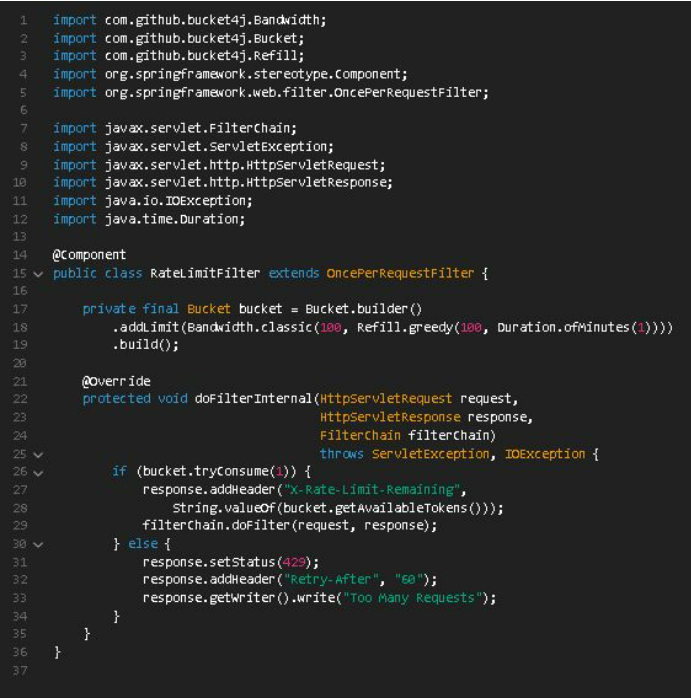 1 import com.github.bucket4j.Bandwidth;
2 import com.github.bucket4j.Bucket;
3 import com.github.bucket4j.Refill;
4 import org.springframework.stereotype.Component;
5 import org.springframework.web.filter.OncePerRequestFilter;
6
7 import javax.servlet.FilterChain;
8 import javax.servlet.ServletException;
9 import javax.servlet.http.HttpServletRequest;
10 import javax.servlet.http.HttpServletResponse;
11 import java.io.IOException;
12 import java.time.Duration;
13
14 @Component
15 public class RateLimitFilter extends OncePerRequestFilter {
16
17     private final Bucket bucket = Bucket.builder()
18         .addLimit(Bandwidth.classic(100, Refill.greedy(100, Duration.ofMinutes(1))))
19         .build();
20
21     @Override
22     protected void doFilterInternal(HttpServletRequest request,
23                                     HttpServletResponse response,
24                                     FilterChain filterChain)
25                                     throws ServletException, IOException {
26         if (bucket.tryConsume(1)) {
27             response.addHeader("X-Rate-Limit-Remaining",
28                 String.valueOf(bucket.getAvailableTokens()));
29             filterChain.doFilter(request, response);
30         } else {
31             response.setStatus(429);
32             response.addHeader("Retry-After", "60");
33             response.getWriter().write("Too Many Requests");
34         }
35     }
36 }
37